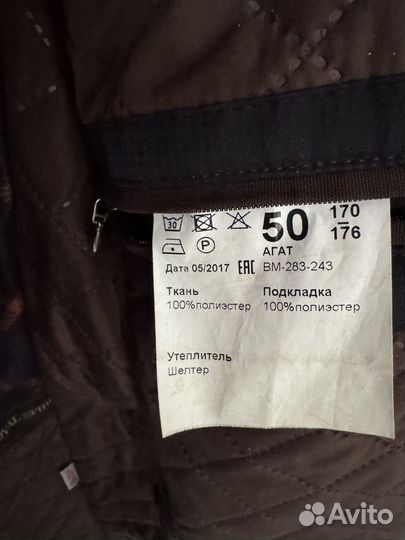 30
50
170
176
P
АГАТ
Дата 05/2017 EAC ВМ-283-243
Ткань
100%полиэстер
Подкладка
100%полиэстер
Утеплитель
Шелтер
Avito